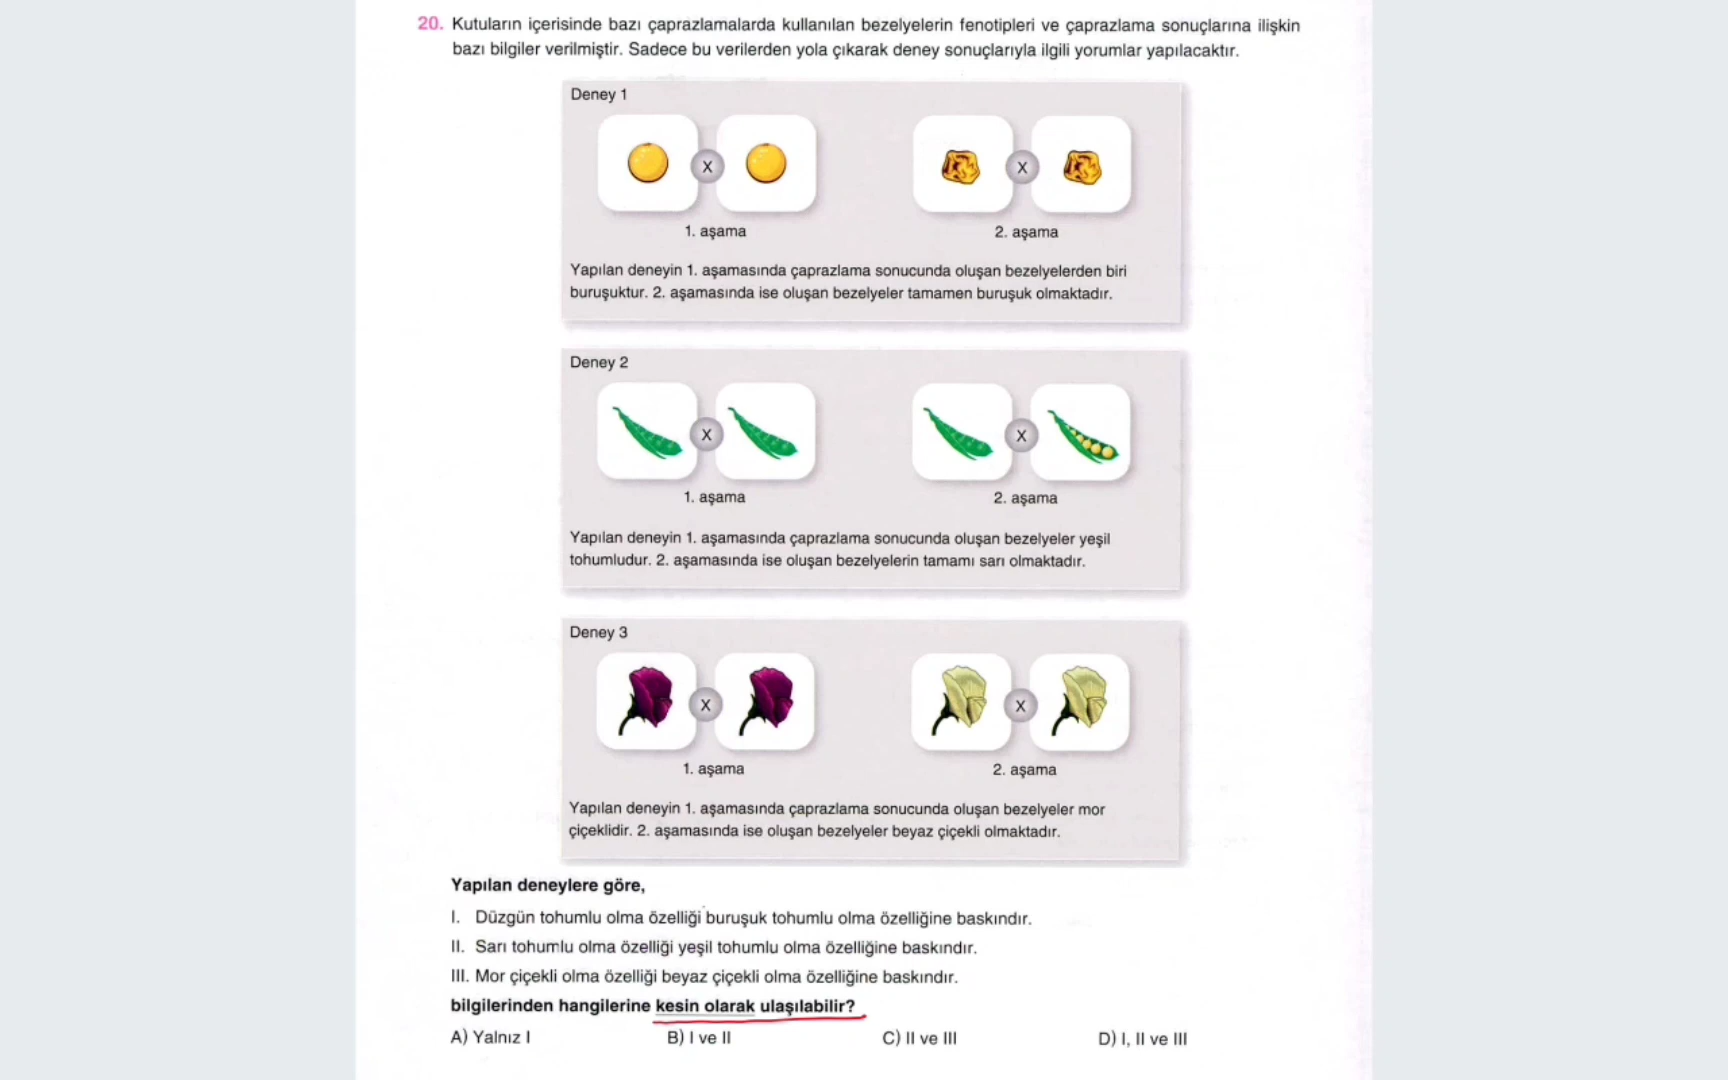 20. Kutuların içerisinde bazı çaprazlamalarda kullanılan bezelyelerin fenotipleri ve çaprazlama sonuçlarına ilişkin
bazı bilgiler verilmiştir. Sadece bu verilerden yola çıkarak deney sonuçlarıyla ilgili yorumlar yapılacaktır.
Deney 1
X X
1. aşama 2. aşama
Yapılan deneyin 1. aşamasında çaprazlama sonucunda oluşan bezelyelerden biri
buruşuktur. 2. aşamasında ise oluşan bezelyeler tamamen buruşuk olmaktadır.
Deney 2
X X
1. aşama 2. aşama
Yapılan deneyin 1. aşamasında çaprazlama sonucunda oluşan bezelyeler yeşil
tohumludur. 2. aşamasında ise oluşan bezelyelerin tamamı sarı olmaktadır.
Deney 3
X X
1. aşama 2. aşama
Yapılan deneyin 1. aşamasında çaprazlama sonucunda oluşan bezelyeler mor
çiçeklidir. 2. aşamasında ise oluşan bezelyeler beyaz çiçekli olmaktadır.
Yapılan deneylere göre,
I. Düzgün tohumlu olma özelliği buruşuk tohumlu olma özelliğine baskındır.
II. Sarı tohumlu olma özelliği yeşil tohumlu olma özelliğine baskındır.
III. Mor çiçekli olma özelliği beyaz çiçekli olma özelliğine baskındır.
bilgilerinden hangilerine kesin olarak ulaşılabilir?
A) Yalnız I B) I ve II C) II ve III D) I, II ve III